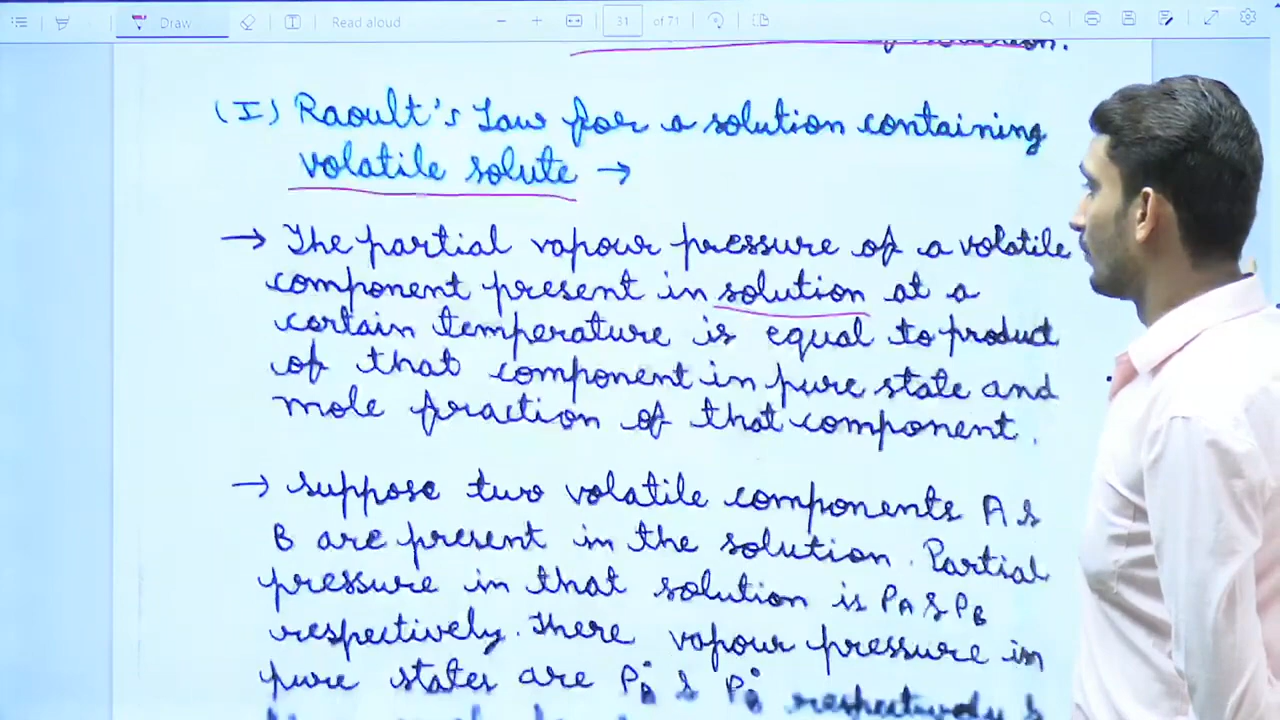 Draw
Read aloud
31 of 71
(I) Raoult's Law for a solution containing
volatile solute →
→ The partial vapour pressure of a volatile
component present in solution at a
certain temperature is equal to product
of that component in pure state and
mole fraction of that component.
→ Suppose two volatile components A &
B are present in the solution. Partial
pressure in that solution is PA & PB
respectively. There vapour pressure in
pure states are P°A & P°B respectively &